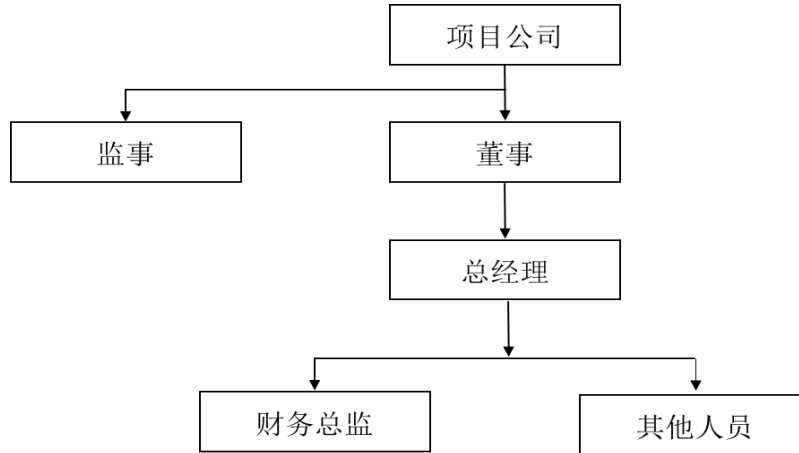 项目公司
监事
董事
总经理
财务总监
其他人员